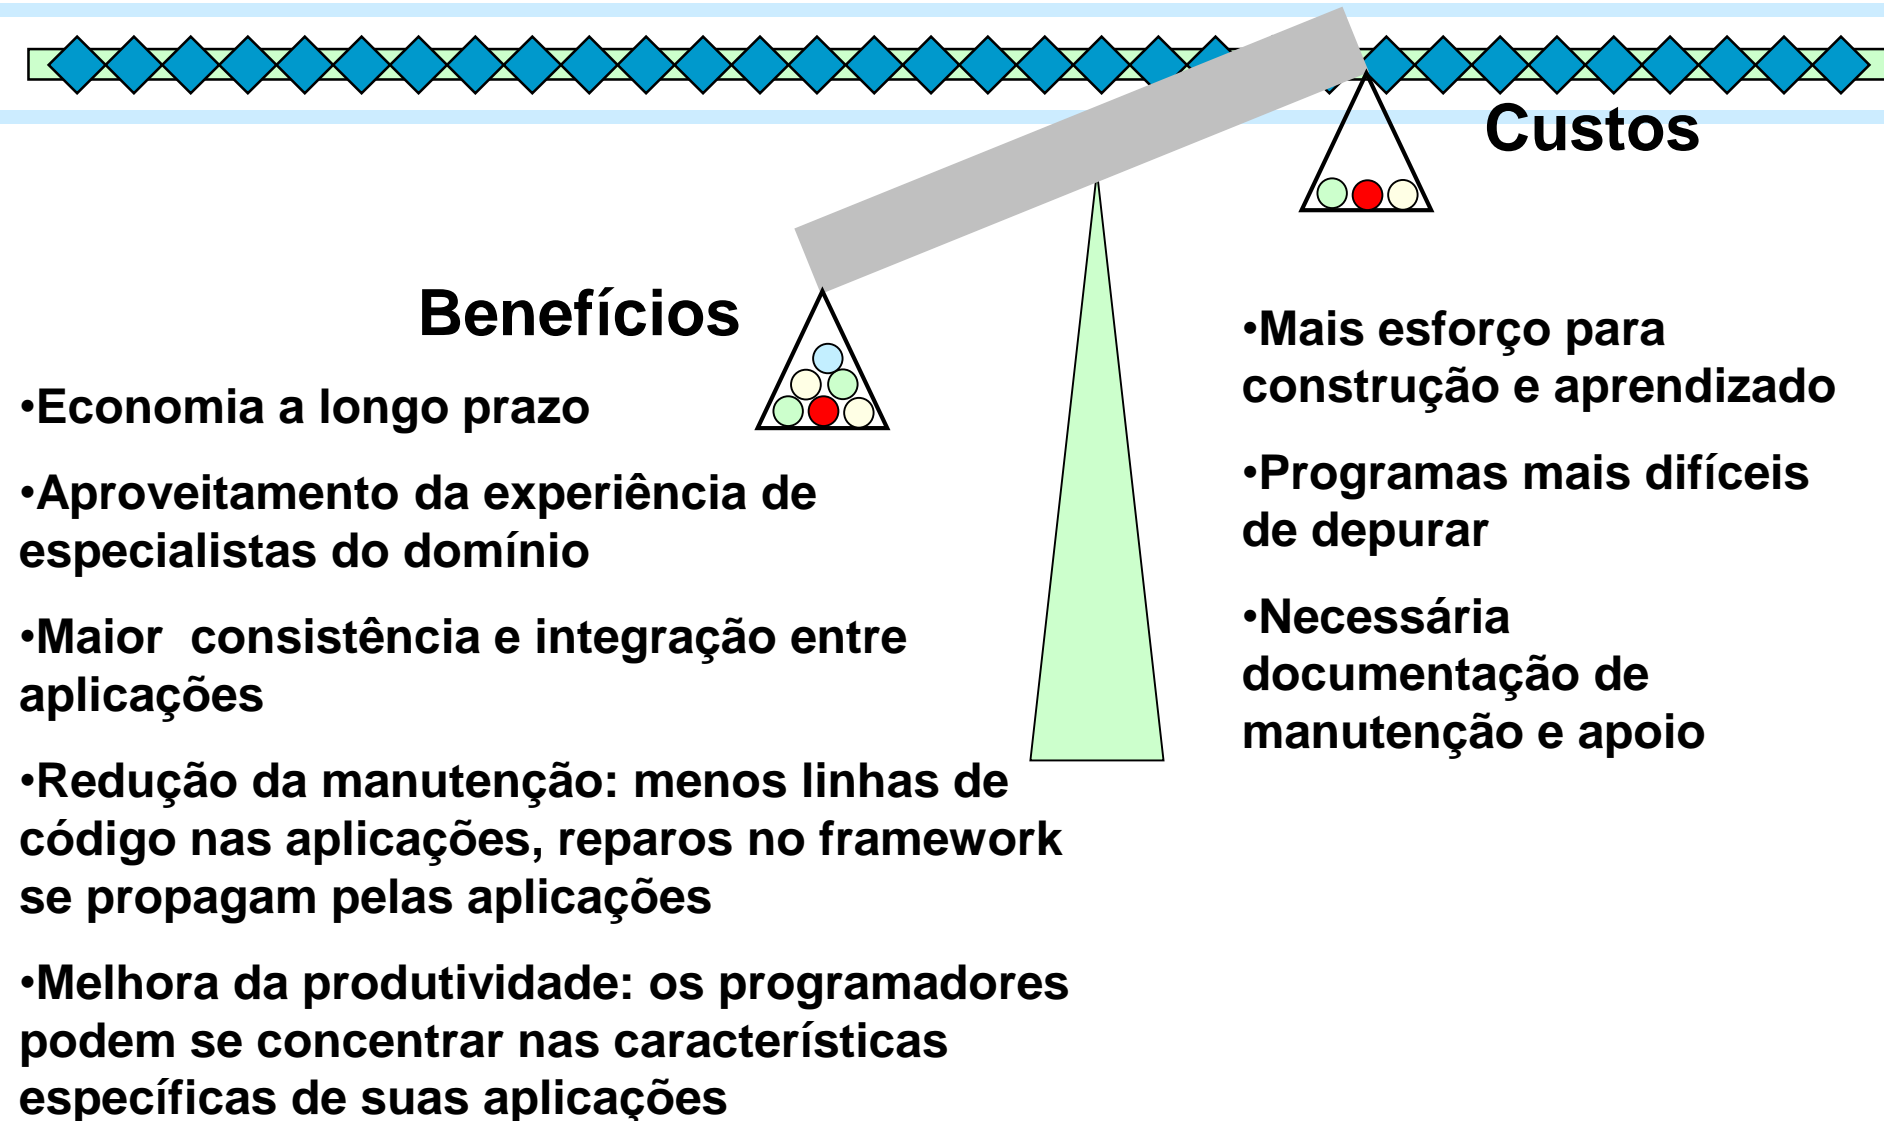 Custos
Benefícios
•Economia a longo prazo
•Aproveitamento da experiência de
especialistas do domínio
•Maior  consistência e integração entre
aplicações
•Redução da manutenção: menos linhas de
código nas aplicações, reparos no framework
se propagam pelas aplicações
•Melhora da produtividade: os programadores
podem se concentrar nas características
específicas de suas aplicações
•Mais esforço para
construção e aprendizado
•Programas mais difíceis
de depurar
•Necessária
documentação de
manutenção e apoio